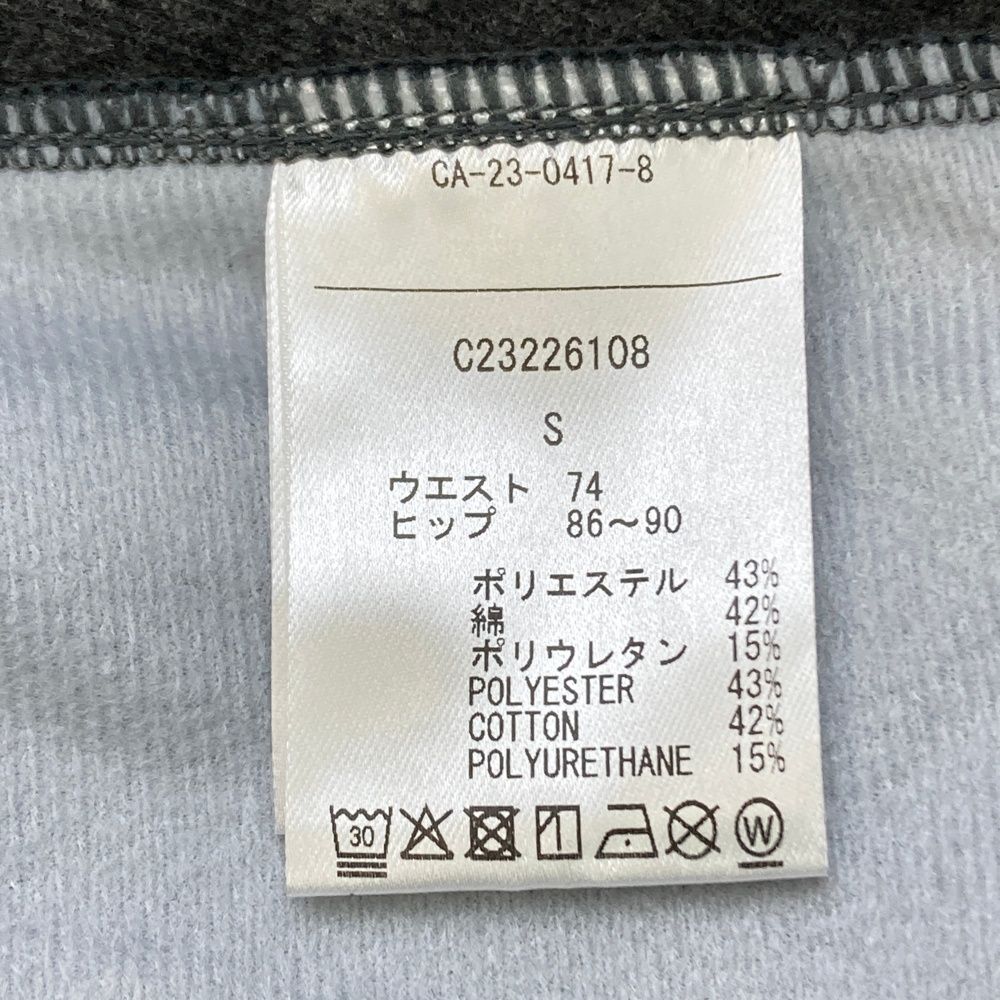 CA-23-0417-8
C23226108
S
ウエスト 74
ヒップ 86～90
ポリエステル 43%
綿 42%
ポリウレタン 15%
POLYESTER 43%
COTTON 42%
POLYURETHANE 15%
30 W